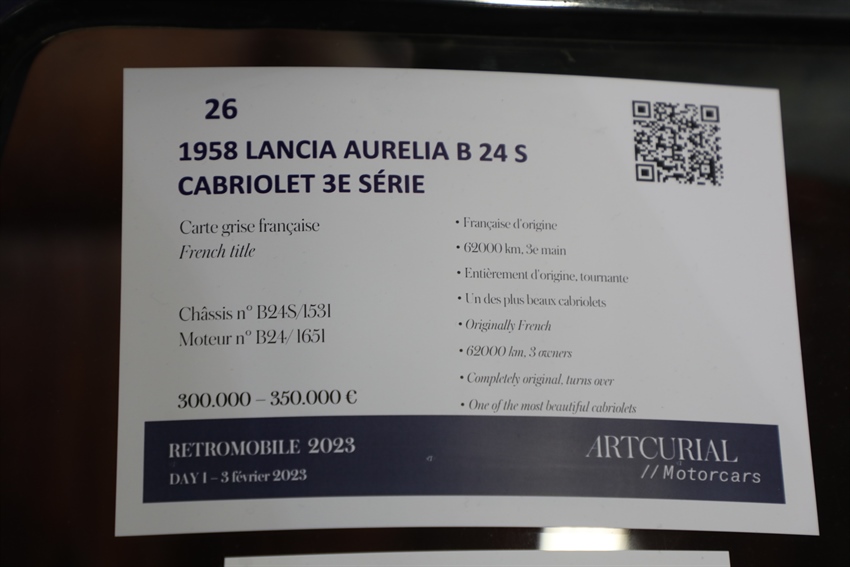 26
1958 LANCIA AURELIA B 24 S
CABRIOLET 3E SÉRIE
Carte grise française
French title
Châssis n° B24S/1531
Moteur n° B24/ 1651
300.000 – 350.000 €
• Française d'origine
• 62000 km, 3e main
• Entièrement d'origine, tournante
• Un des plus beaux cabriolets
• Originally French
• 62000 km, 3 owners
• Completely original, turns over
• One of the most beautiful cabriolets
RETROMOBILE 2023
DAY 1 – 3 février 2023
ARTCURIAL
//Motorcars